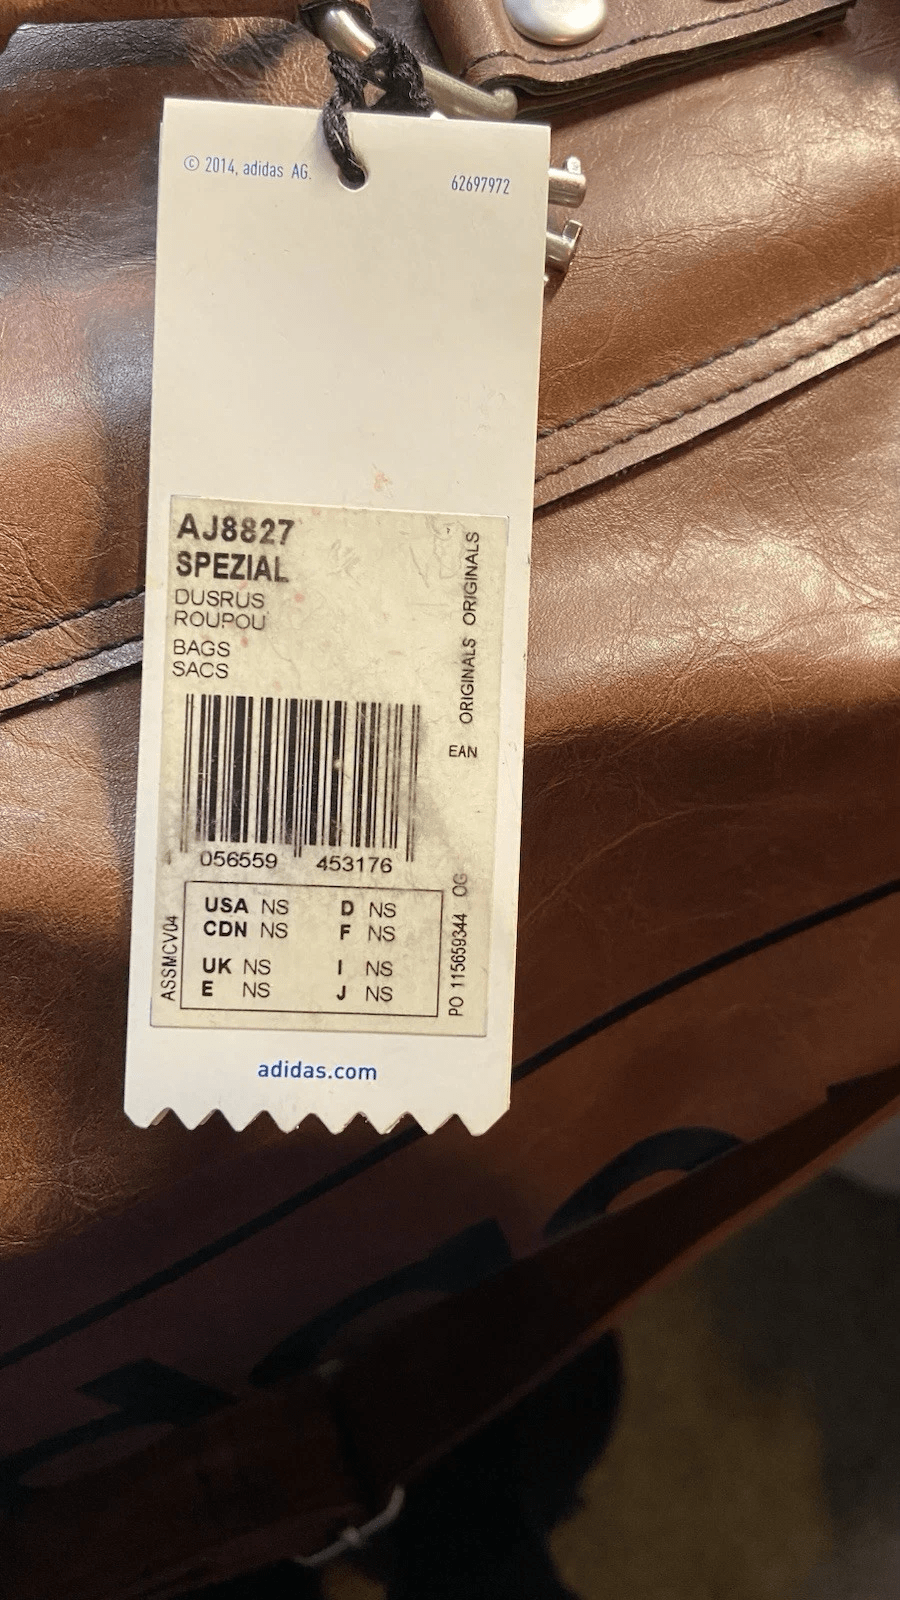 © 2014, adidas AG.
62697972
AJ8827
SPEZIAL
DUSRUS
ROUPOU
BAGS
SACS
ORIGINALS ORIGINALS
EAN
056559 453176
USA NS D NS
CDN NS F NS
UK NS I NS
E NS J NS
ASSMCV04
PO 115659344 OG
adidas.com